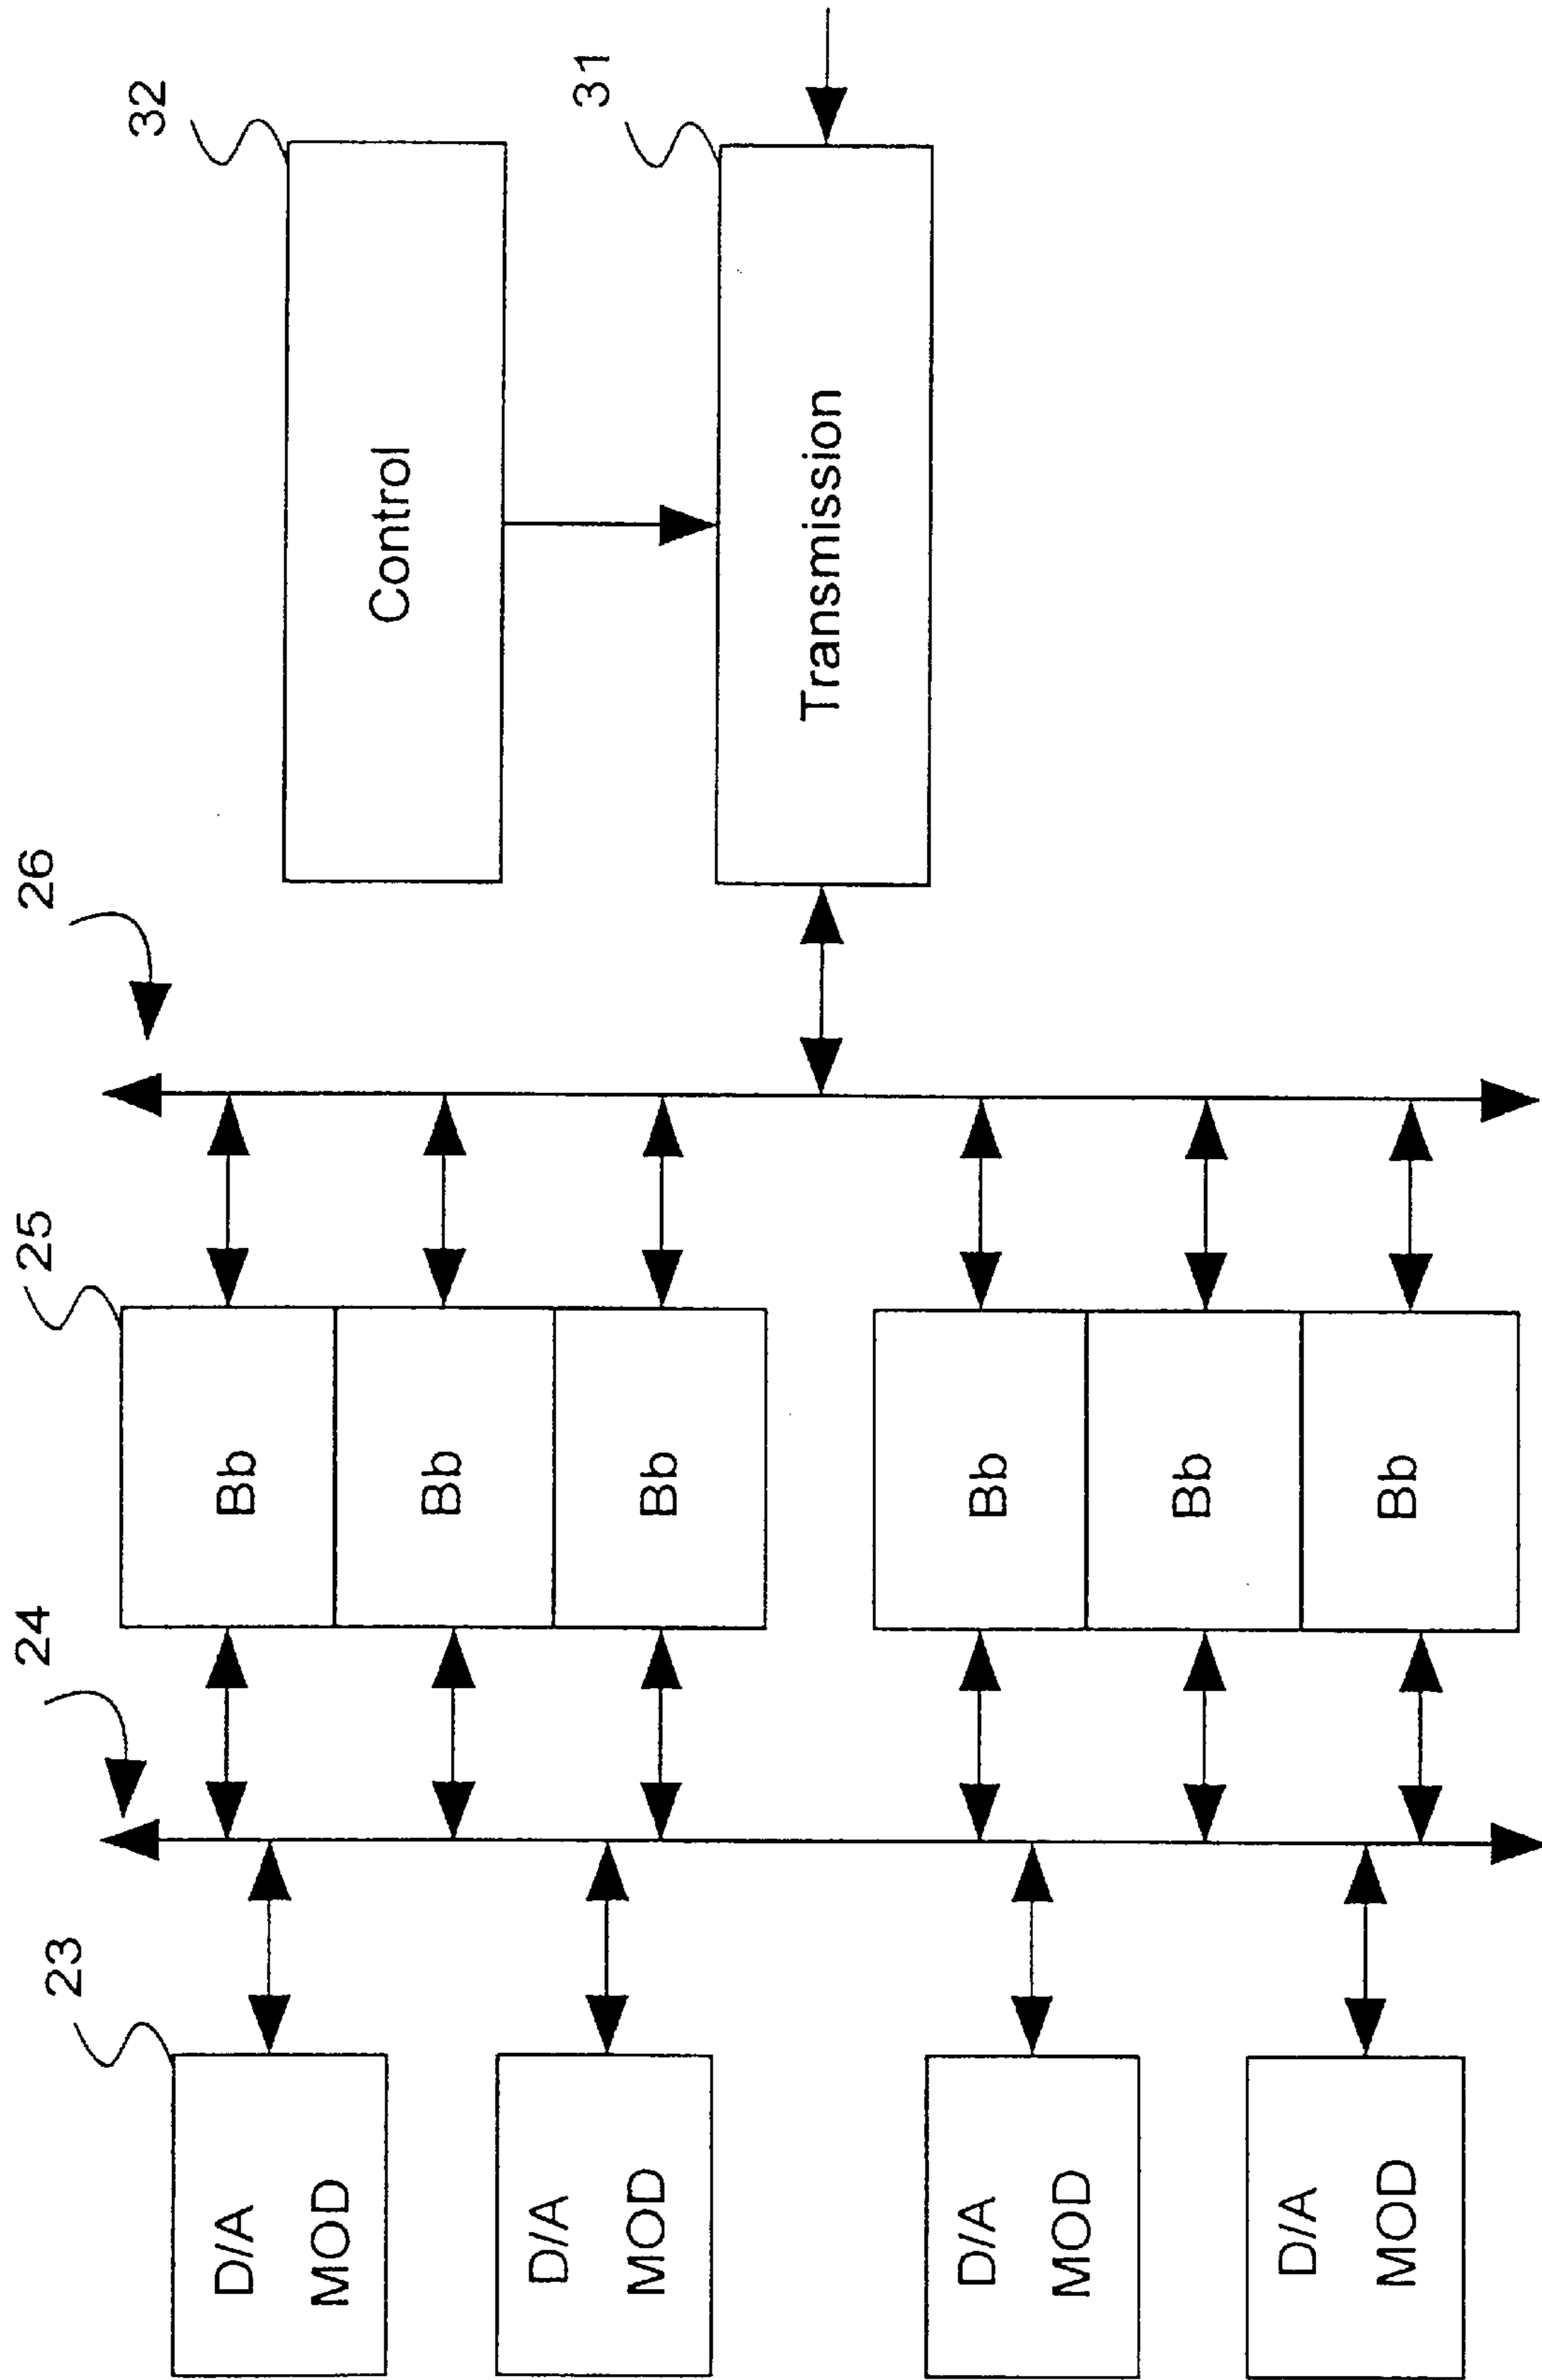 32
Control
31
Transmission
26
25
Bb
Bb
Bb
Bb
Bb
Bb
24
23
D/A
MOD
D/A
MOD
D/A
MOD
D/A
MOD